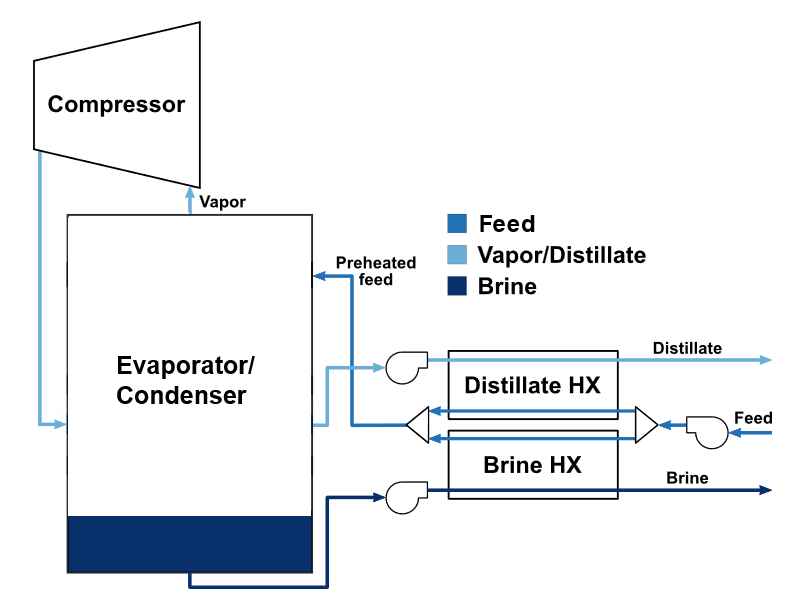 Compressor
Vapor
Feed
Vapor/Distillate
Brine
Preheated
feed
Evaporator/
Condenser
Distillate
Distillate HX
Feed
Brine HX
Brine